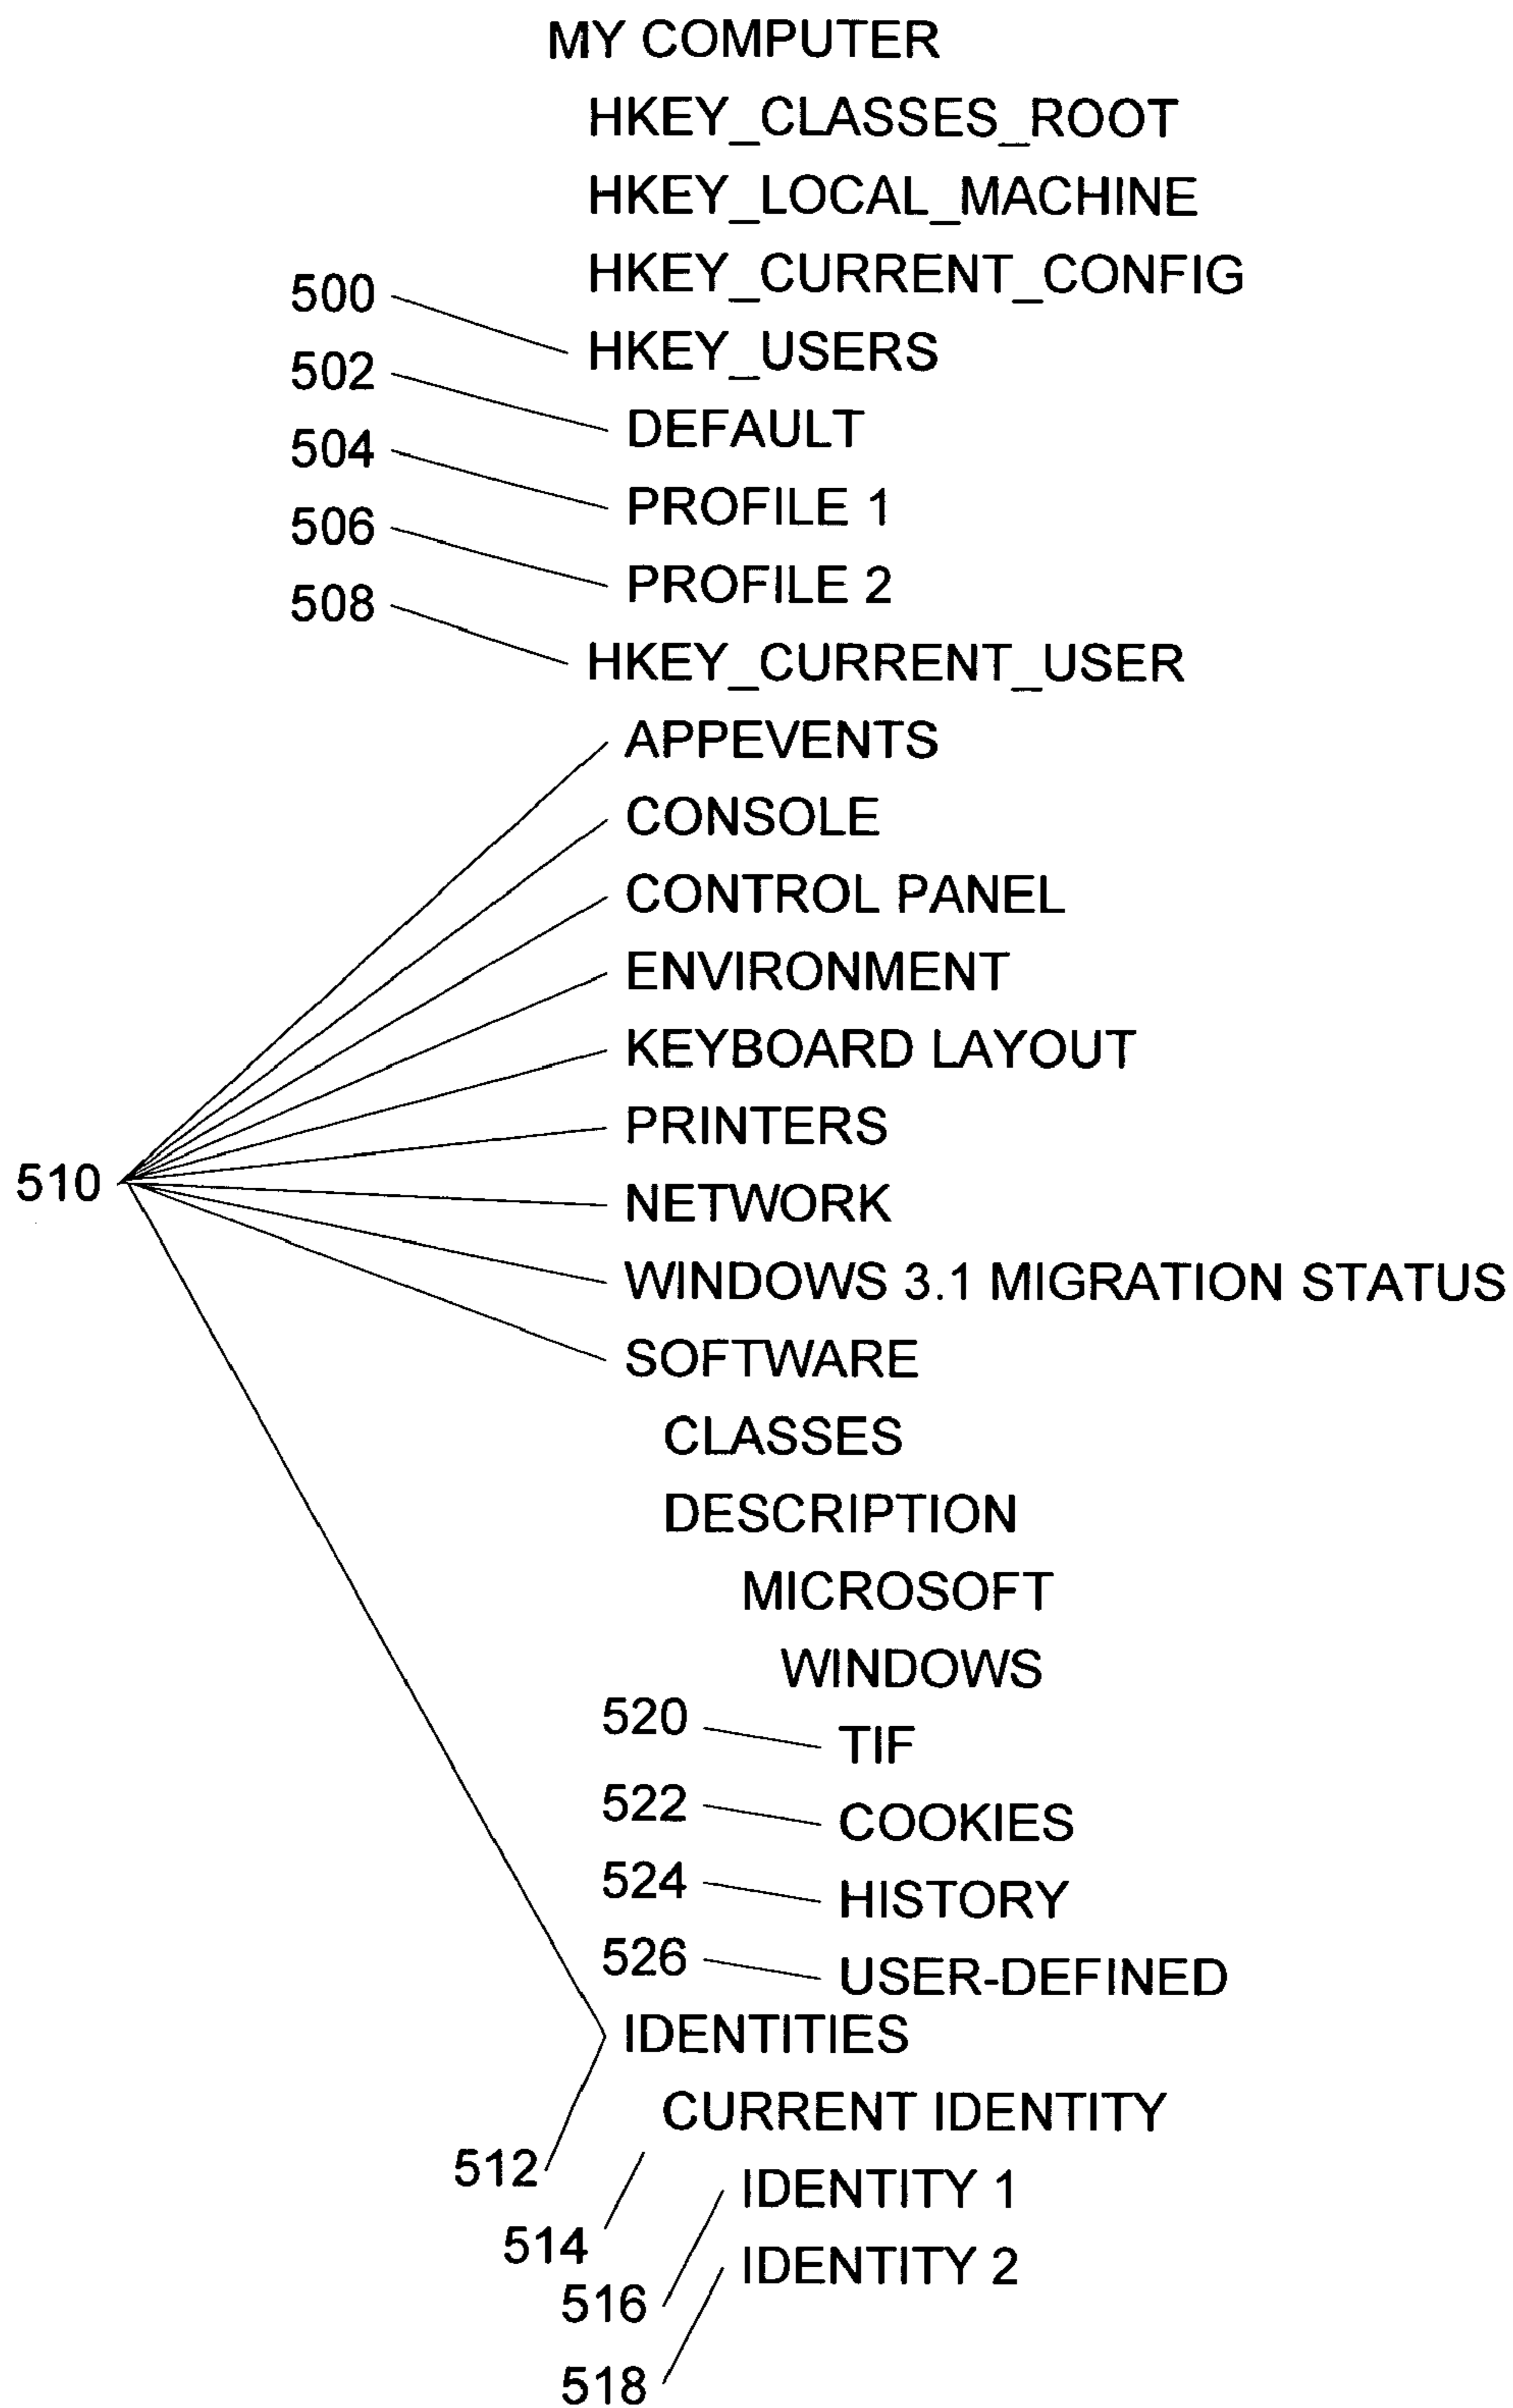 MY COMPUTER
HKEY_CLASSES_ROOT
HKEY_LOCAL_MACHINE
HKEY_CURRENT_CONFIG
500
HKEY_USERS
502
DEFAULT
504
PROFILE 1
506
PROFILE 2
508
HKEY_CURRENT_USER
APPEVENTS
CONSOLE
CONTROL PANEL
ENVIRONMENT
KEYBOARD LAYOUT
PRINTERS
510
NETWORK
WINDOWS 3.1 MIGRATION STATUS
SOFTWARE
CLASSES
DESCRIPTION
MICROSOFT
WINDOWS
520
TIF
522
COOKIES
524
HISTORY
526
USER-DEFINED
IDENTITIES
CURRENT IDENTITY
512
IDENTITY 1
514
IDENTITY 2
516
518